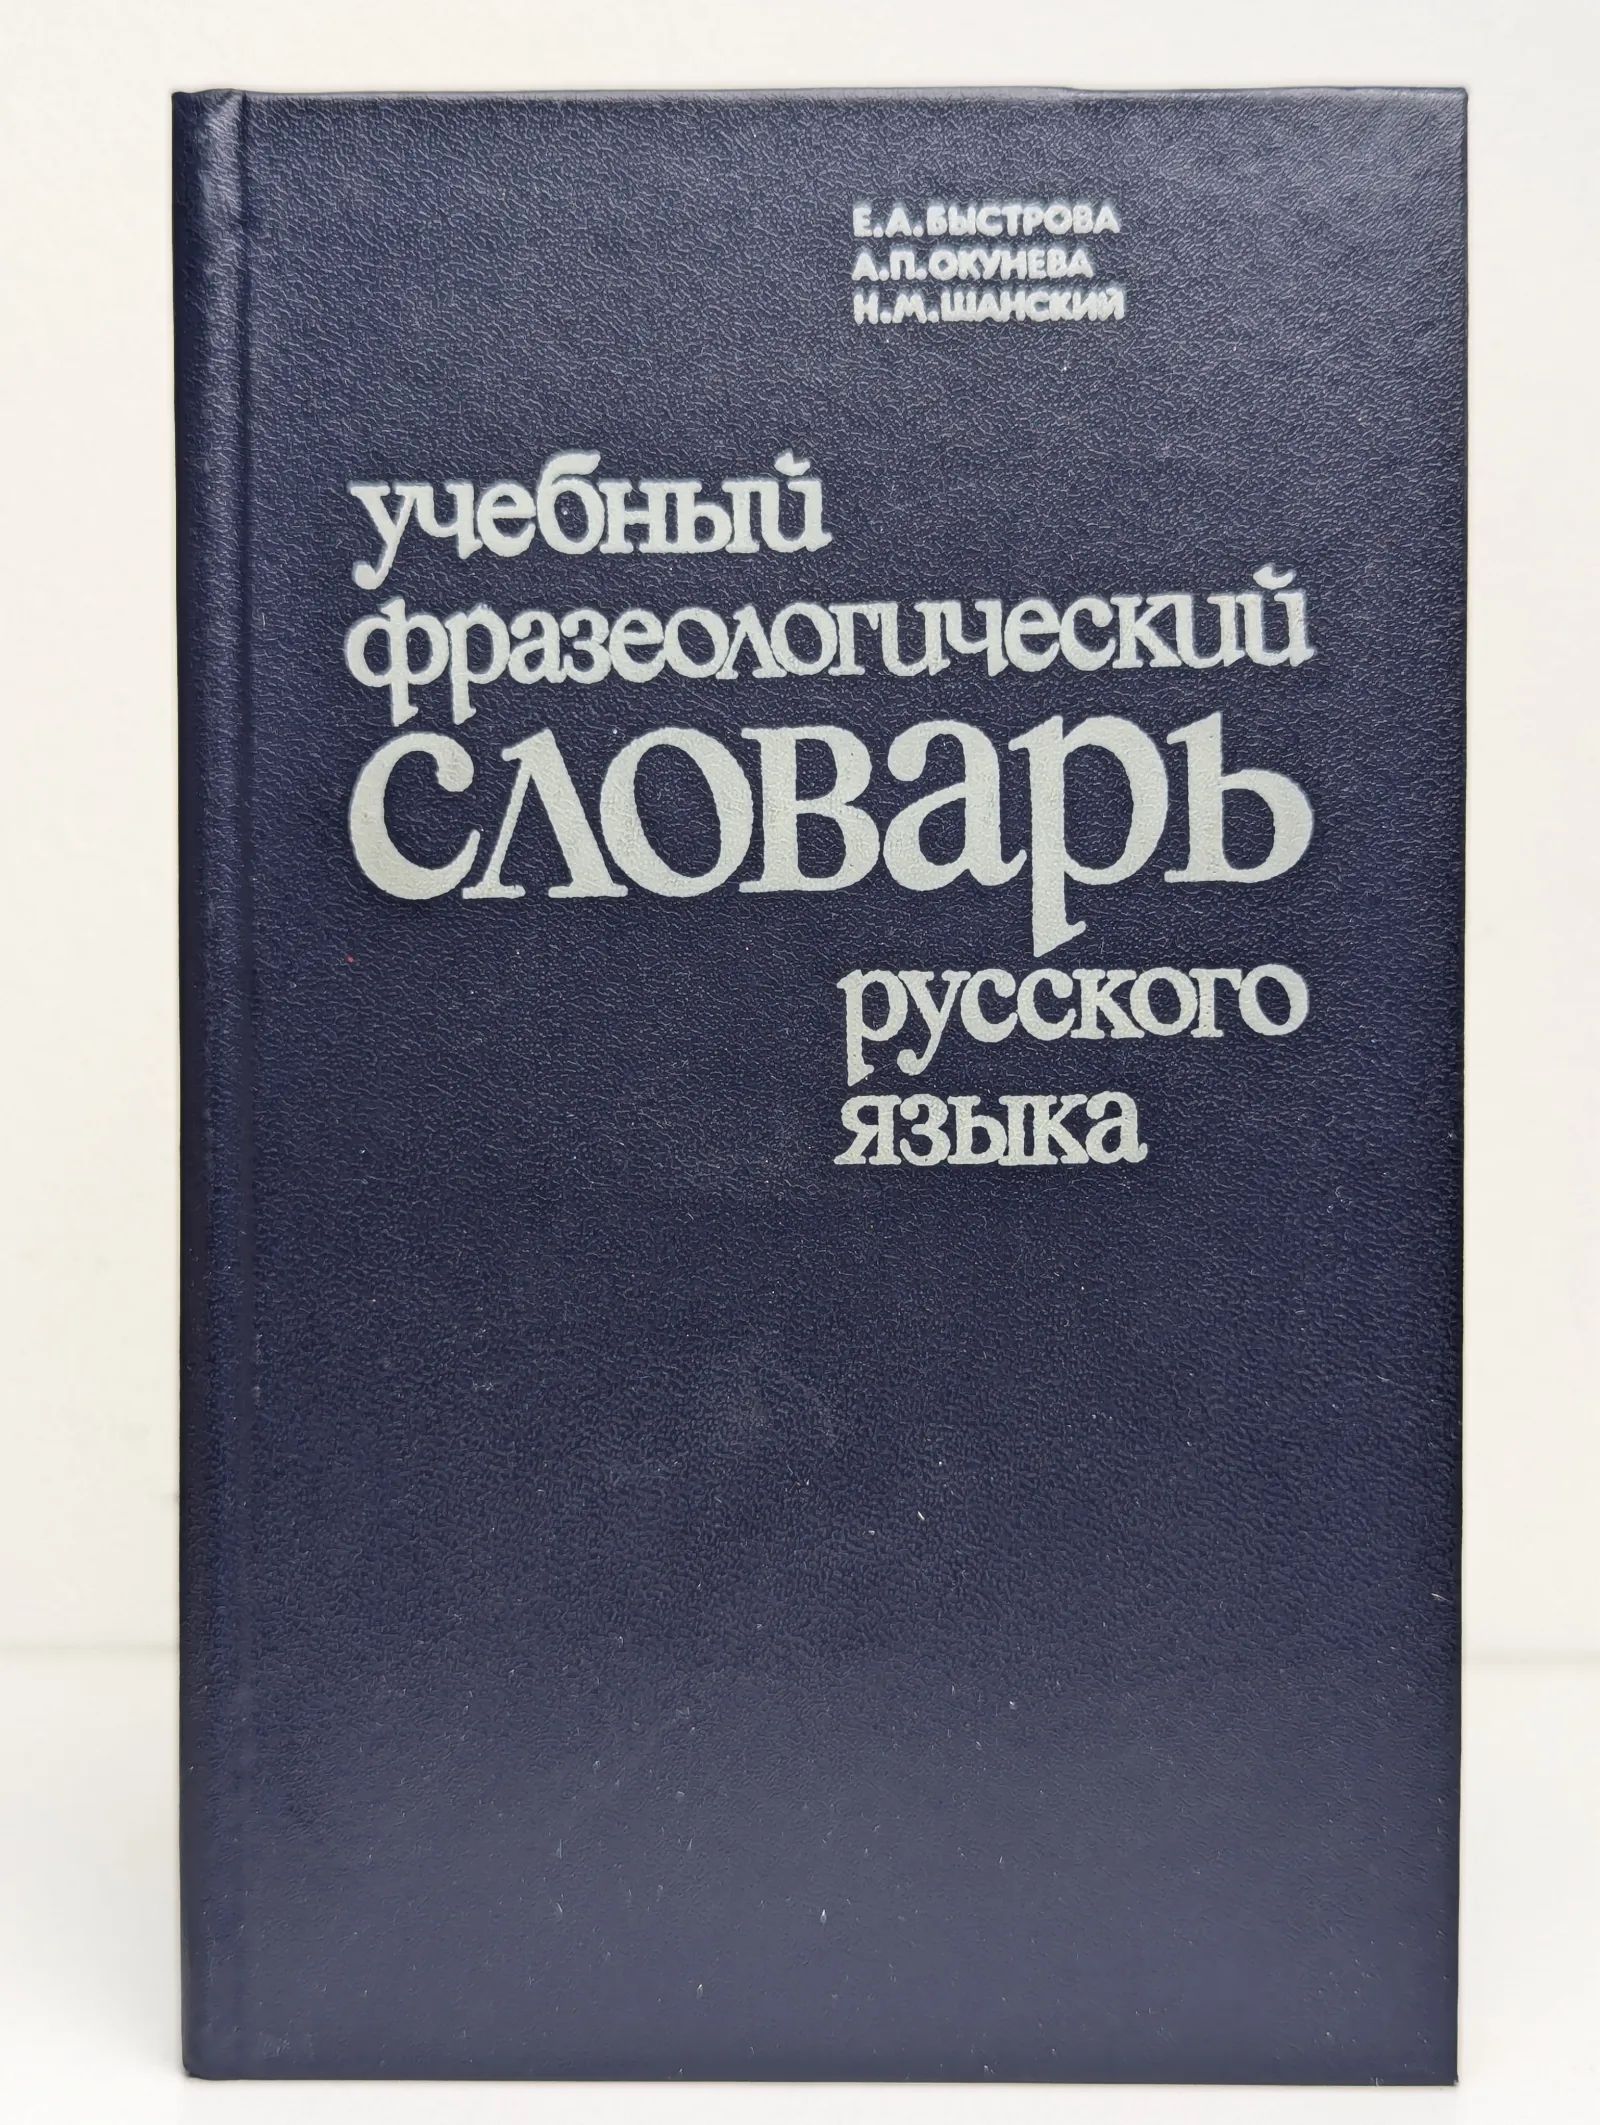 Е.А.БЫСТРОВА
А.П.ОКУНЕВА
Н.М.ШАНСКИЙ
учебный
фразеологический
словарь
русского
языка